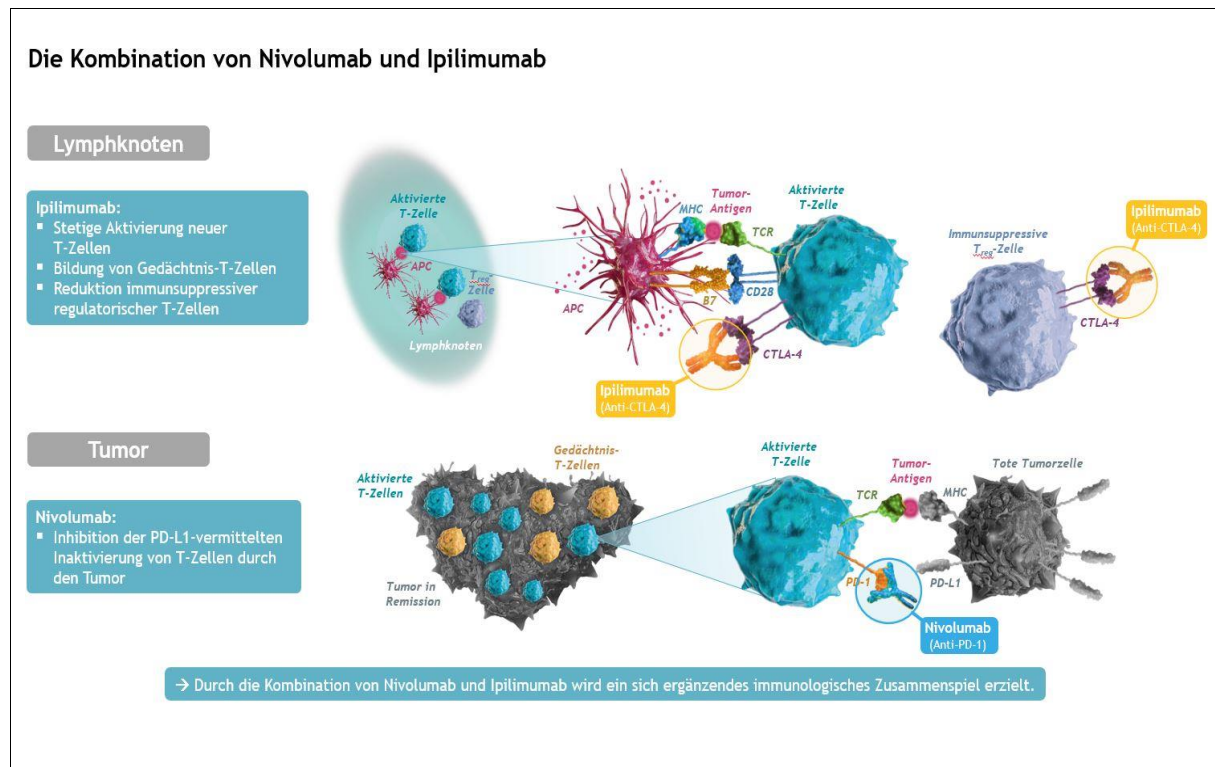 Die Kombination von Nivolumab und Ipilimumab
Lymphknoten
Ipilimumab:
▪ Stetige Aktivierung neuer
T-Zellen
▪ Bildung von Gedächtnis-T-Zellen
▪ Reduktion immunsuppressiver
regulatorischer T-Zellen
Aktivierte
T-Zelle
APC
Treg-
Zelle
Lymphknoten
APC
MHC
Tumor-
Antigen
TCR
Aktivierte
T-Zelle
B7
CD28
CTLA-4
Ipilimumab
(Anti-CTLA-4)
Immunsuppressive
Treg-Zelle
Ipilimumab
(Anti-CTLA-4)
CTLA-4
Tumor
Nivolumab:
▪ Inhibition der PD-L1-vermittelten
Inaktivierung von T-Zellen durch
den Tumor
Aktivierte
T-Zellen
Gedächtnis-
T-Zellen
Tumor in
Remission
Aktivierte
T-Zelle
TCR
Tumor-
Antigen
MHC
Tote Tumorzelle
PD-1
PD-L1
Nivolumab
(Anti-PD-1)
→ Durch die Kombination von Nivolumab und Ipilimumab wird ein sich ergänzendes immunologisches Zusammenspiel erzielt.